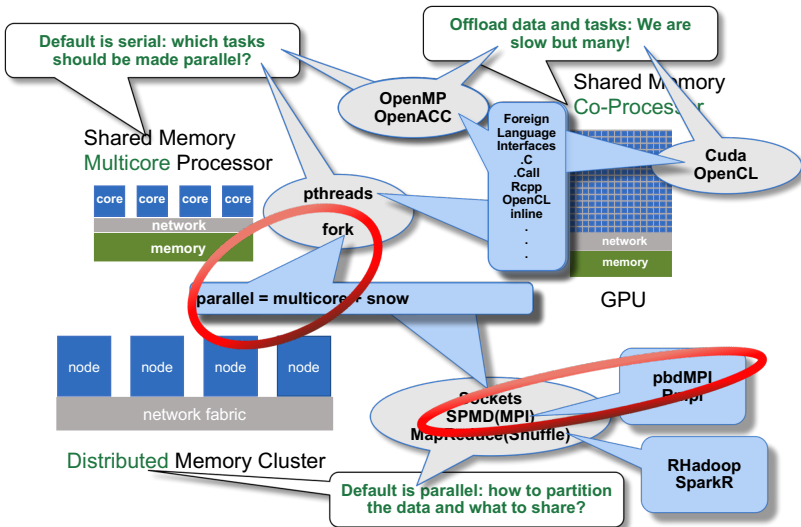 Default is serial: which tasks
should be made parallel?
Offload data and tasks: We are
slow but many!
Shared Memory
Co-Processor
OpenMP
OpenACC
Foreign
Language
Interfaces
.C
.Call
Rcpp
OpenCL
inline
.
.
.
Cuda
OpenCL
Shared Memory
Multicore Processor
core core core core
network
memory
pthreads
fork
network
memory
GPU
parallel = multicore + snow
node node node node
network fabric
Distributed Memory Cluster
Sockets
SPMD(MPI)
MapReduce(Shuffle)
pbdMPI
Rmpi
RHadoop
SparkR
Default is parallel: how to partition
the data and what to share?